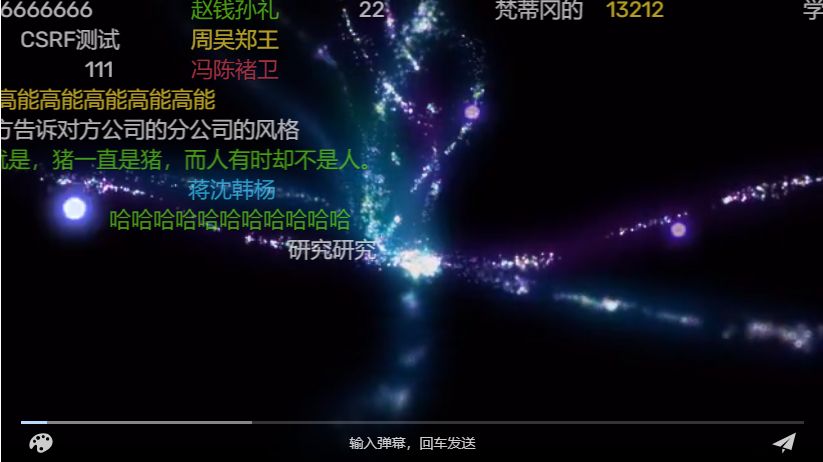 6666666 赵钱孙礼 22 梵蒂冈的 13212 学
CSRF测试 周吴郑王
111 冯陈褚卫
高能高能高能高能高能
方告诉对方公司的分公司的风格
就是，猪一直是猪，而人有时却不是人。
蒋沈韩杨
哈哈哈哈哈哈哈哈哈哈哈
研究研究
输入弹幕，回车发送